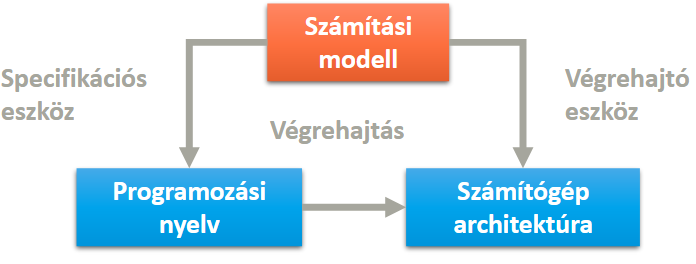 Számítási
modell
Specifikációs
eszköz
Végrehajtó
eszköz
Végrehajtás
Programozási
nyelv
Számítógép
architektúra